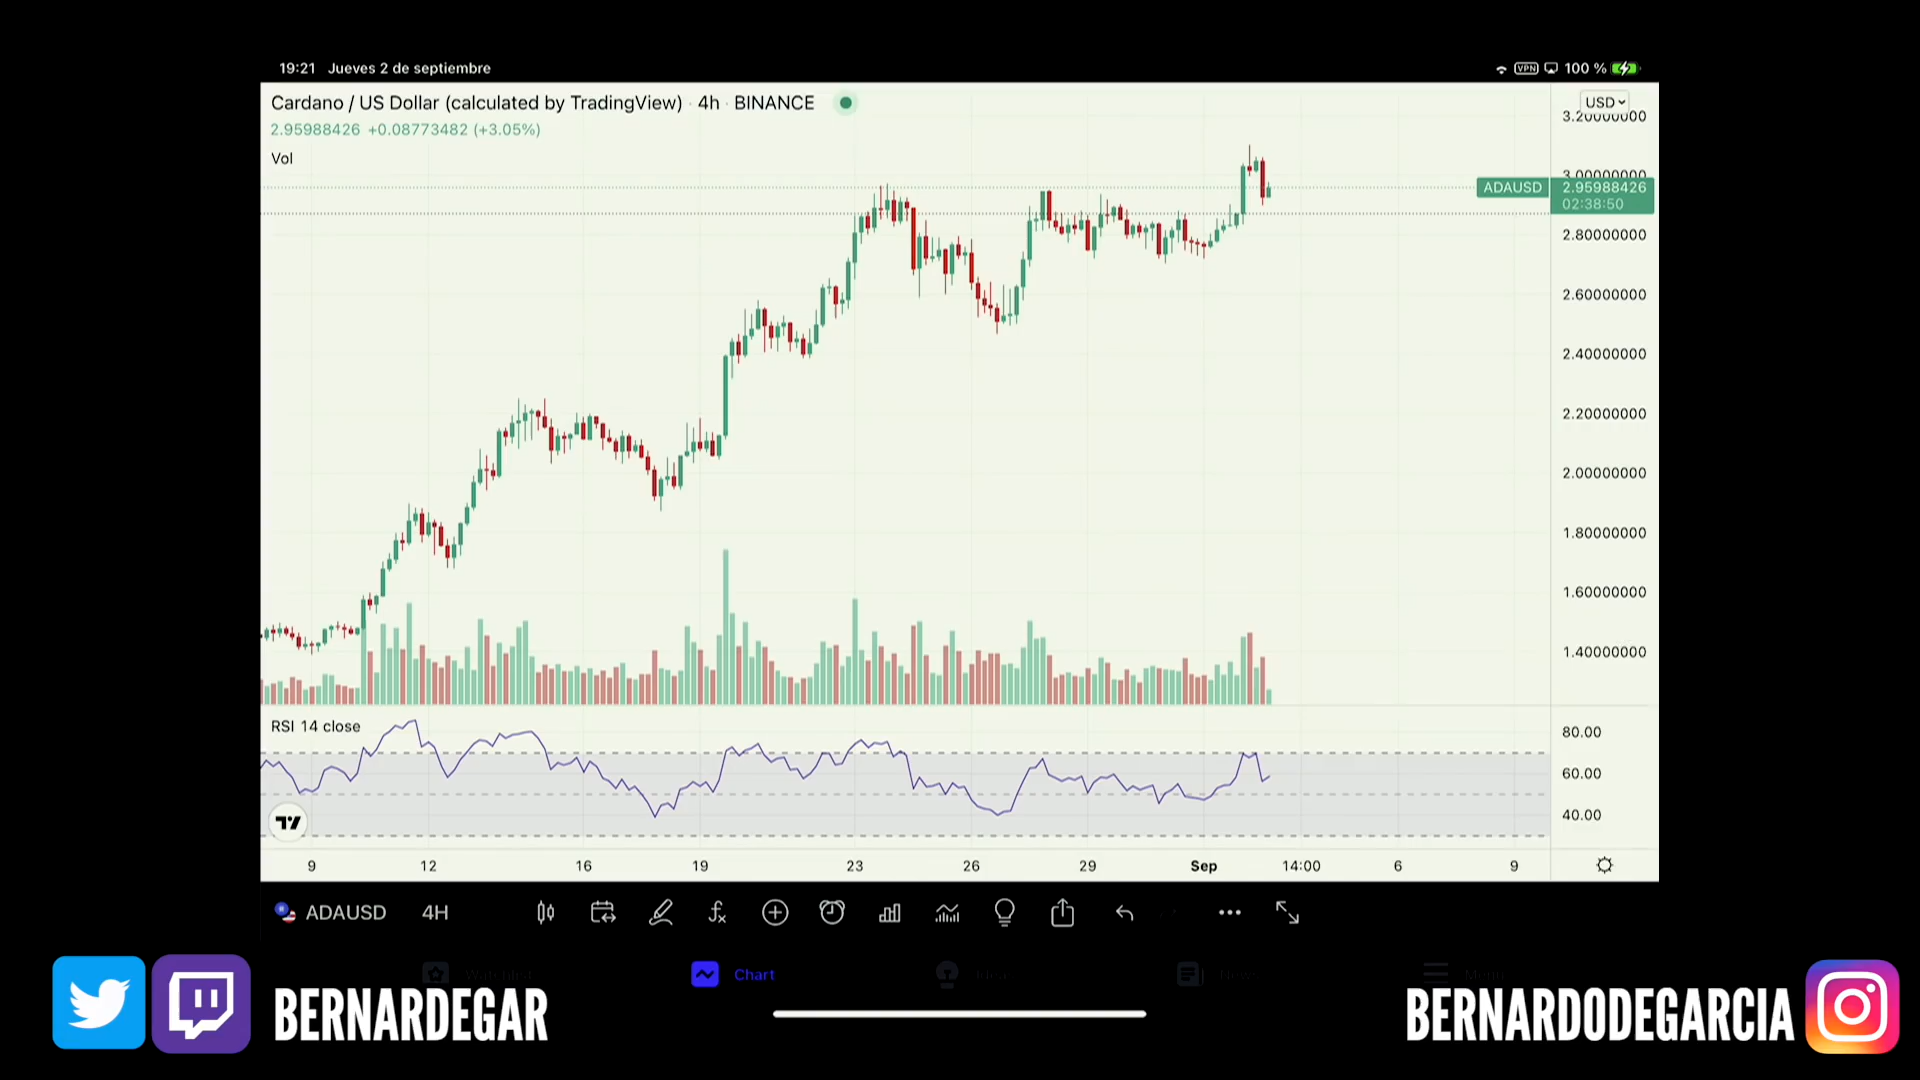 19:21 Jueves 2 de septiembre
VPN 100 %
Cardano / US Dollar (calculated by TradingView) · 4h · BINANCE
USD
2.95988426 +0.08773482 (+3.05%)
Vol
3.20000000
3.00000000
ADAUSD 2.95988426
02:38:50
2.80000000
2.60000000
2.40000000
2.20000000
2.00000000
1.80000000
1.60000000
1.40000000
RSI 14 close
80.00
60.00
40.00
9 12 16 19 23 26 29 Sep 14:00 6 9
ADAUSD 4H
Chart
BERNARDEGAR
BERNARDODEGARCIA